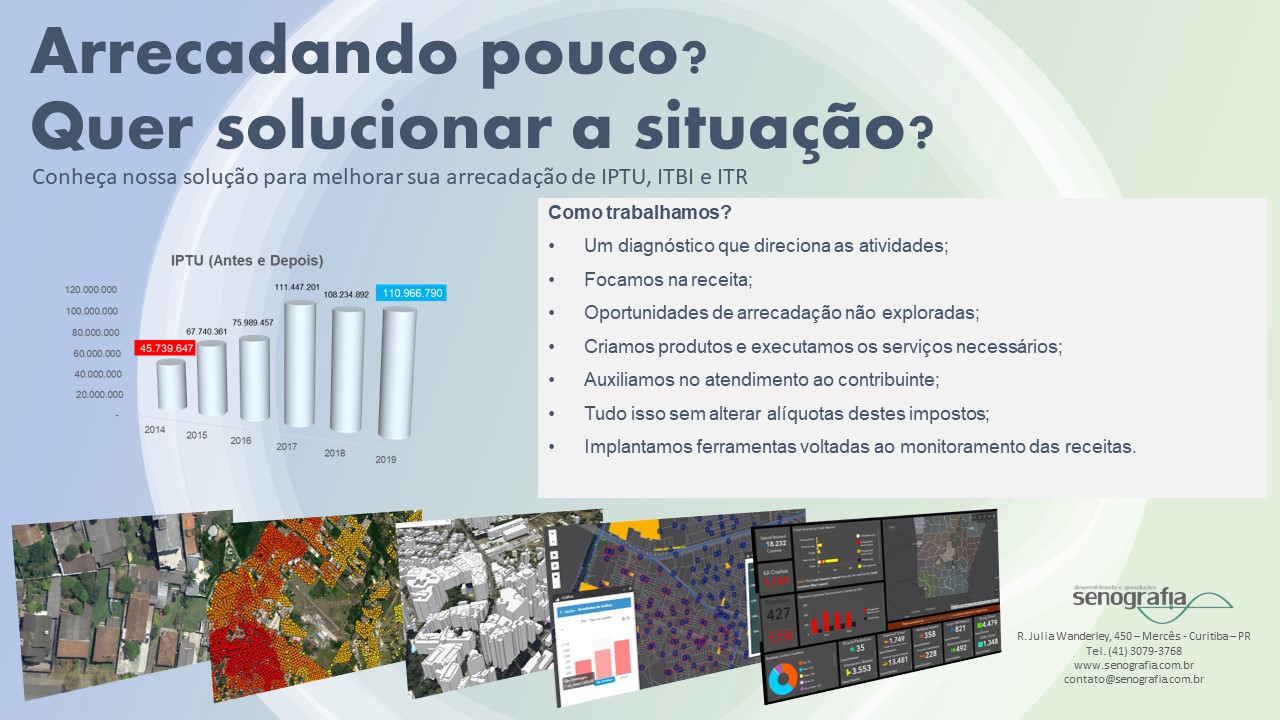 Arrecadando pouco?
Quer solucionar a situação?
Conheça nossa solução para melhorar sua arrecadação de IPTU, ITBI e ITR
Como trabalhamos?
• Um diagnóstico que direciona as atividades;
• Focamos na receita;
• Oportunidades de arrecadação não exploradas;
• Criamos produtos e executamos os serviços necessários;
• Auxiliamos no atendimento ao contribuinte;
• Tudo isso sem alterar alíquotas destes impostos;
• Implantamos ferramentas voltadas ao monitoramento das receitas.
IPTU (Antes e Depois)
120.000.000
100.000.000
80.000.000
60.000.000
40.000.000
20.000.000
-
45.739.647
67.740.361
75.989.457
111.447.201
108.234.892
110.966.790
2014
2015
2016
2017
2018
2019
18.232
427
35
3.553
1.749
13.481
358
228
821
492
4.479
1.348
desenvolvimento e geosoluções
senografia
R. Julia Wanderley, 450 – Mercês - Curitiba – PR
Tel. (41) 3079-3768
www.senografia.com.br
contato@senografia.com.br